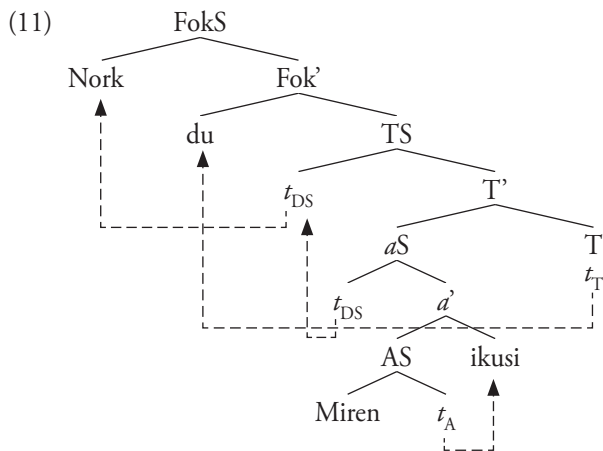 (11) FokS
Nork Fok’
du TS
t_DS T’
aS T
t_T
t_DS a’
AS ikusi
Miren t_A